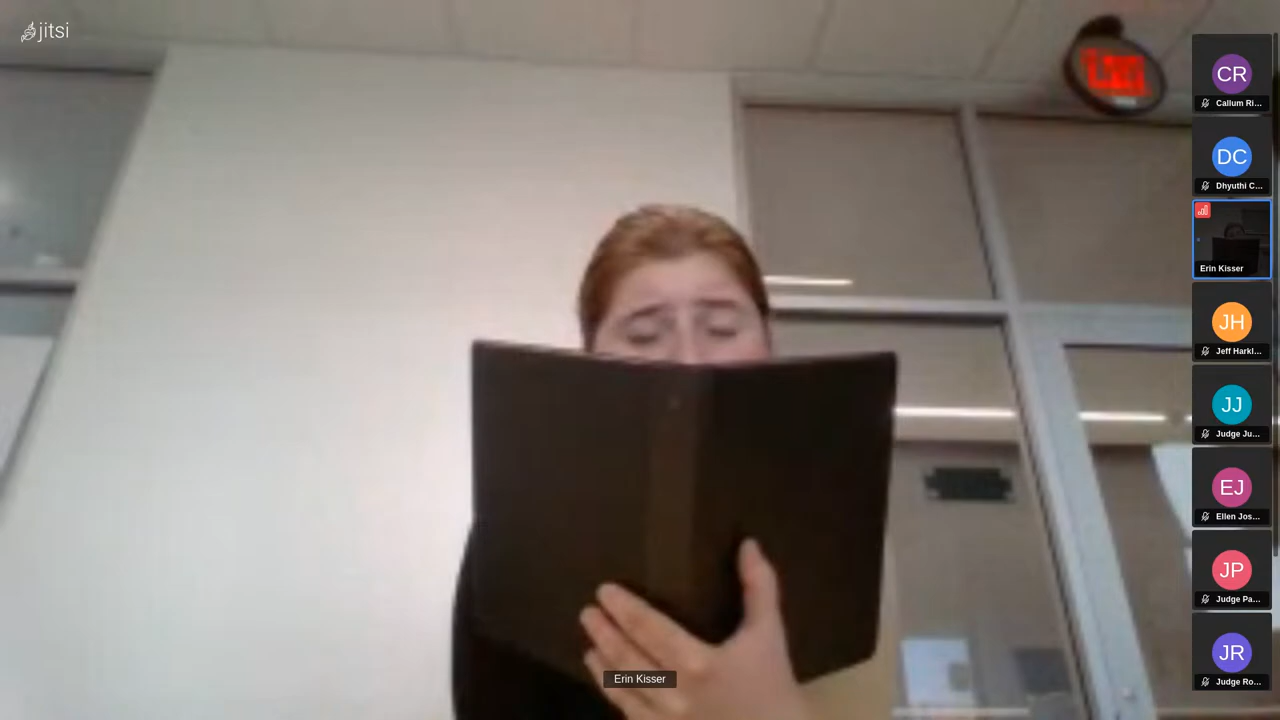 jitsi
CR
Callum Ri...
DC
Dhyuthi C...
Erin Kisser
JH
Jeff Harkl...
JJ
Judge Ju...
EJ
Ellen Jos...
JP
Judge Pa...
JR
Judge Ro...
Erin Kisser